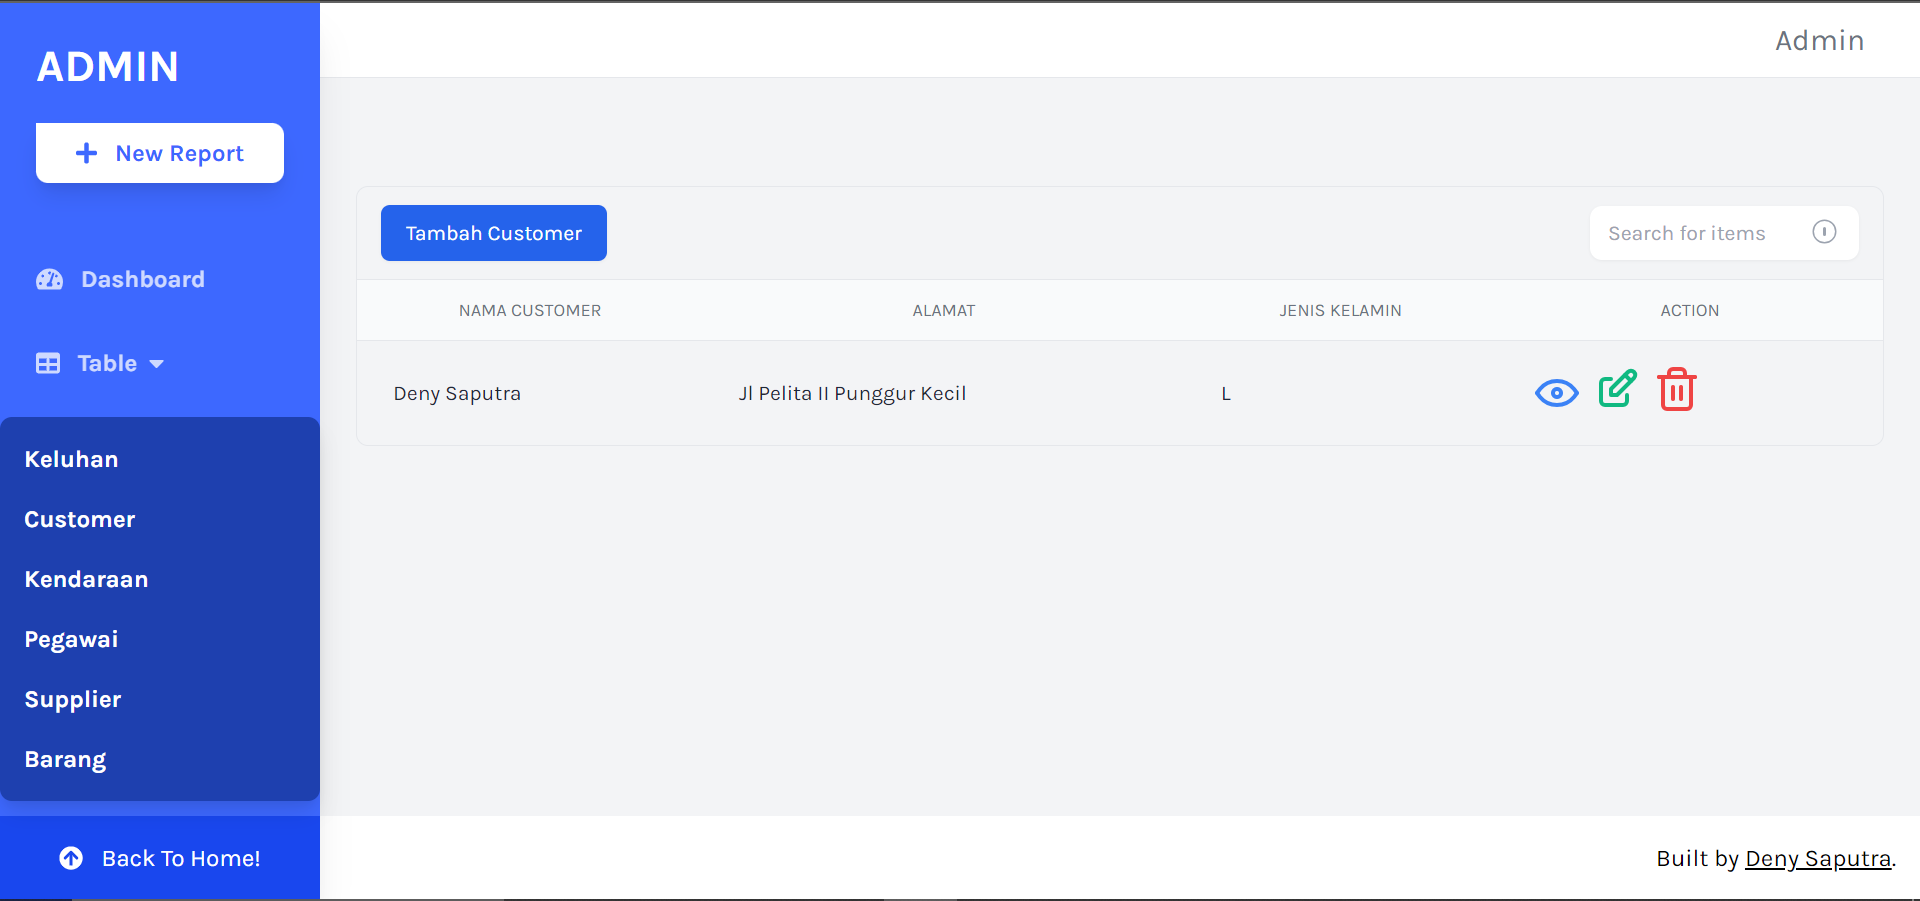 ADMIN
New Report
Dashboard
Table
Keluhan
Customer
Kendaraan
Pegawai
Supplier
Barang
Back To Home!
Admin
Tambah Customer
Search for items
NAMA CUSTOMER ALAMAT JENIS KELAMIN ACTION
Deny Saputra Jl Pelita II Punggur Kecil L
Built by Deny Saputra.